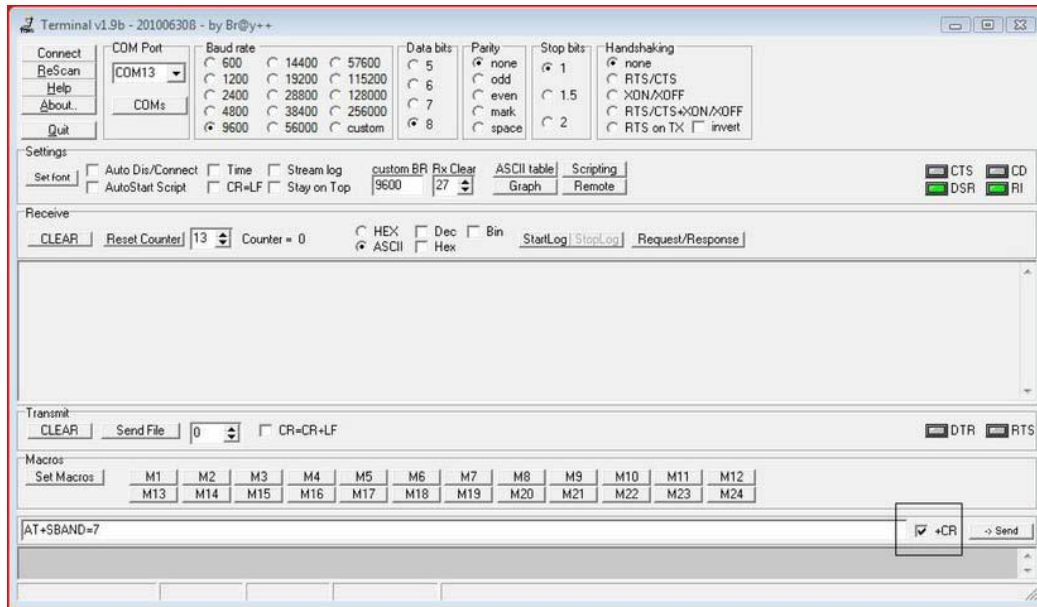 Terminal v1.9b - 20100630ß - by Br@y++
Connect
ReScan
Help
About..
Quit
COM Port
COM13
COMs
Baud rate
600 14400 57600
1200 19200 115200
2400 28800 128000
4800 38400 256000
9600 56000 custom
Data bits
5
6
7
8
Parity
none
odd
even
mark
space
Stop bits
1
1.5
2
Handshaking
none
RTS/CTS
XON/XOFF
RTS/CTS+XON/XOFF
RTS on TX invert
Settings
Set font
Auto Dis/Connect Time Stream log
AutoStart Script CR=LF Stay on Top
custom BR Rx Clear
9600 27
ASCII table Scripting
Graph Remote
CTS CD
DSR RI
Receive
CLEAR Reset Counter 13 Counter = 0
HEX Dec Bin
ASCII Hex
StartLog StopLog Request/Response
Transmit
CLEAR Send File 0 CR=CR+LF
DTR RTS
Macros
Set Macros M1 M2 M3 M4 M5 M6 M7 M8 M9 M10 M11 M12
M13 M14 M15 M16 M17 M18 M19 M20 M21 M22 M23 M24
AT+SBAND=7 +CR -> Send